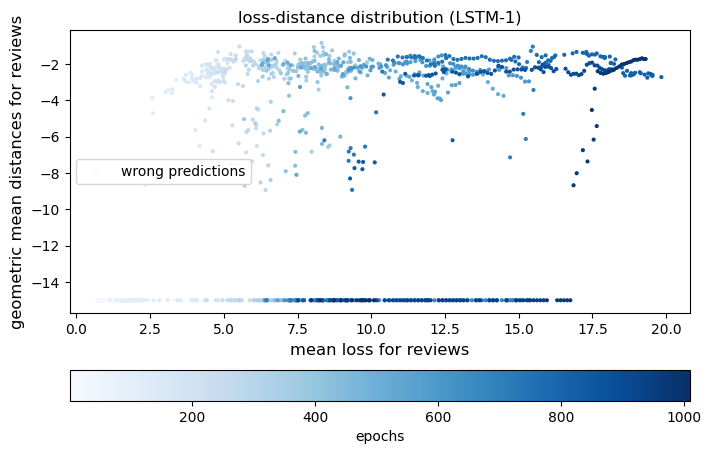 loss-distance distribution (LSTM-1)
geometric mean distances for reviews
−2
−4
−6
−8
−10
−12
−14
wrong predictions
0.0 2.5 5.0 7.5 10.0 12.5 15.0 17.5 20.0
mean loss for reviews
200 400 600 800 1000
epochs